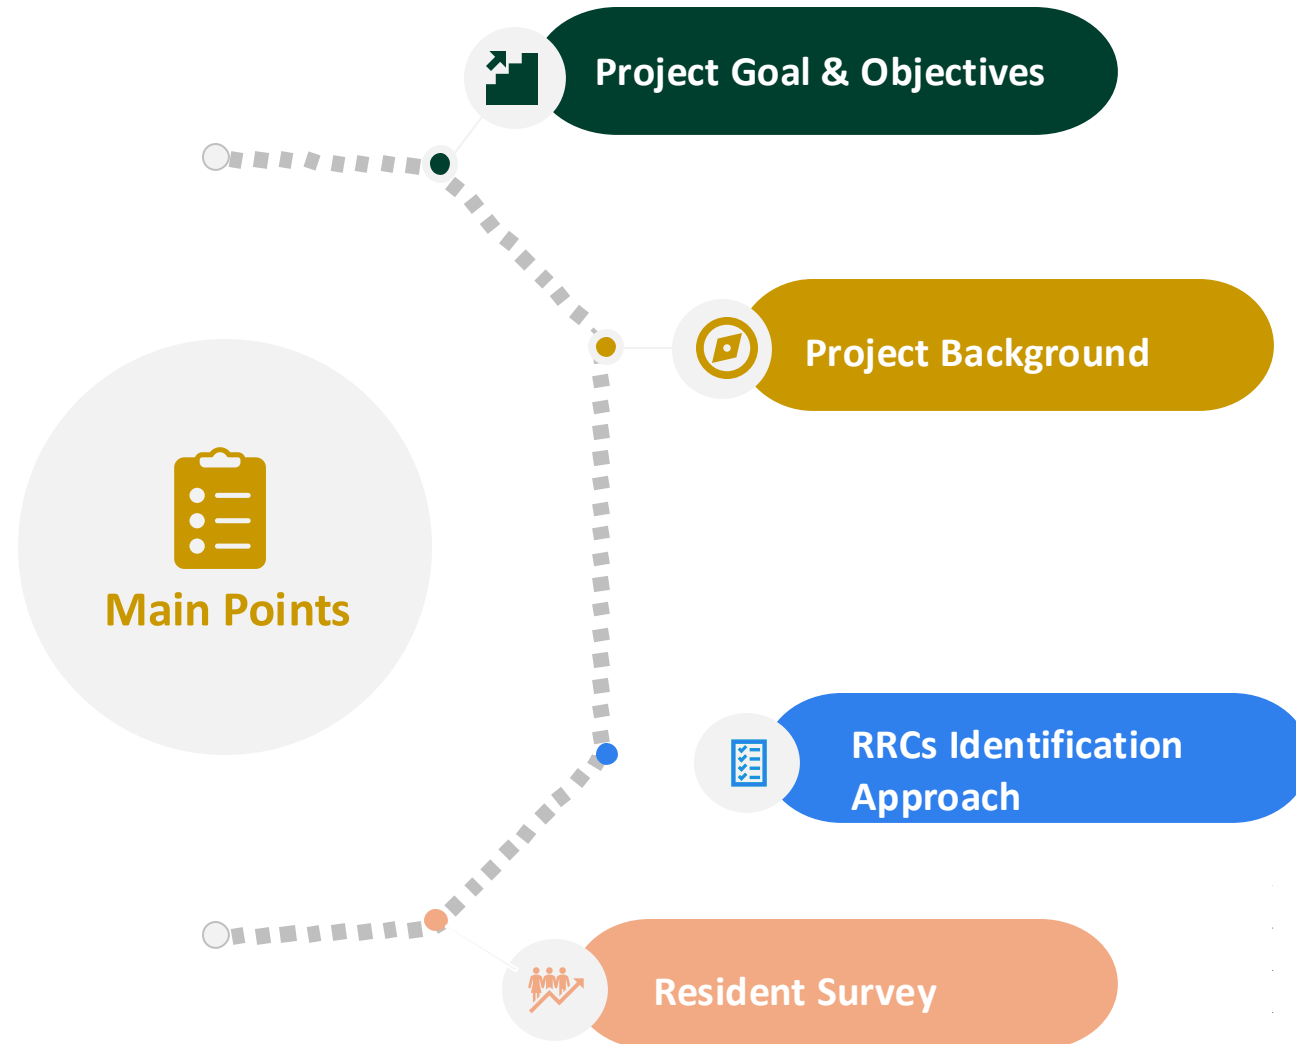 Project Goal & Objectives
Project Background
Main Points
RRCs Identification
Approach
Resident Survey